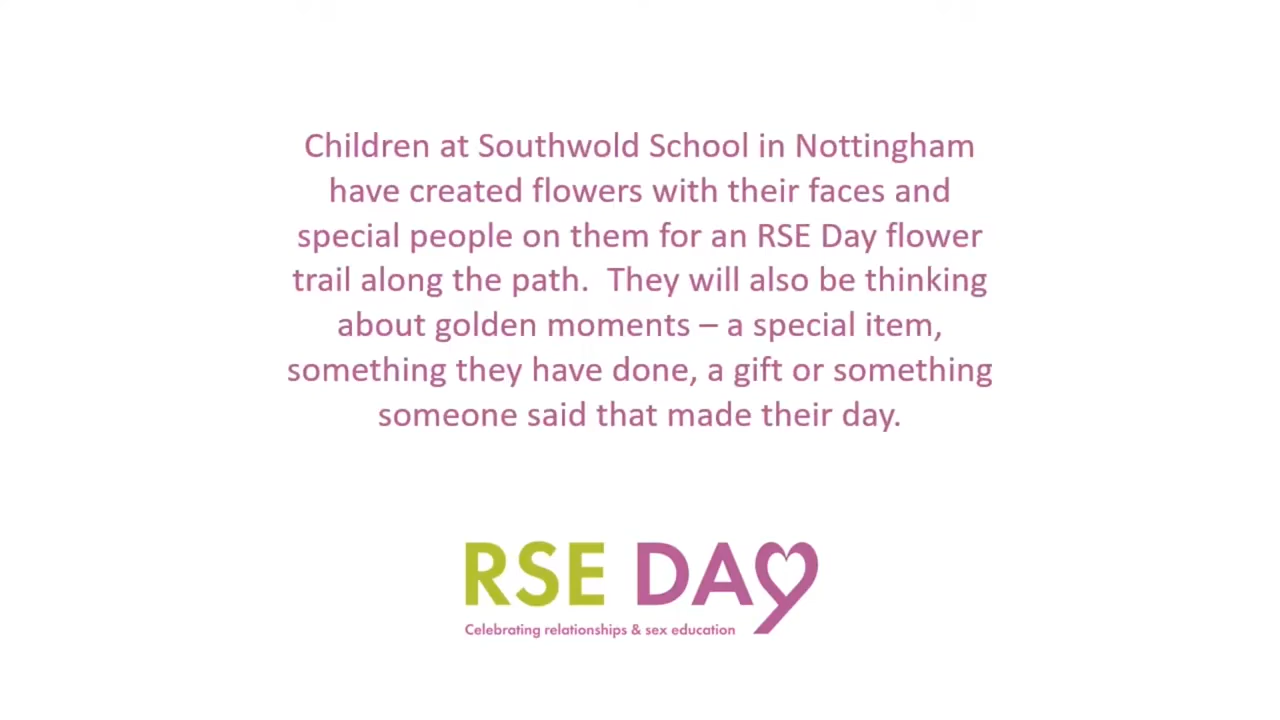 Children at Southwold School in Nottingham
have created flowers with their faces and
special people on them for an RSE Day flower
trail along the path.  They will also be thinking
about golden moments – a special item,
something they have done, a gift or something
someone said that made their day.
RSE DAY
Celebrating relationships & sex education